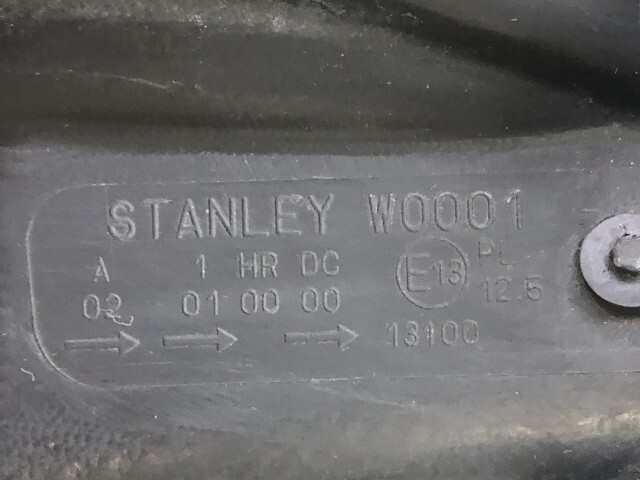 STANLEY W0001
A 1 HR DC E13 PL
02 01 00 00 12.5
→ → → 13100